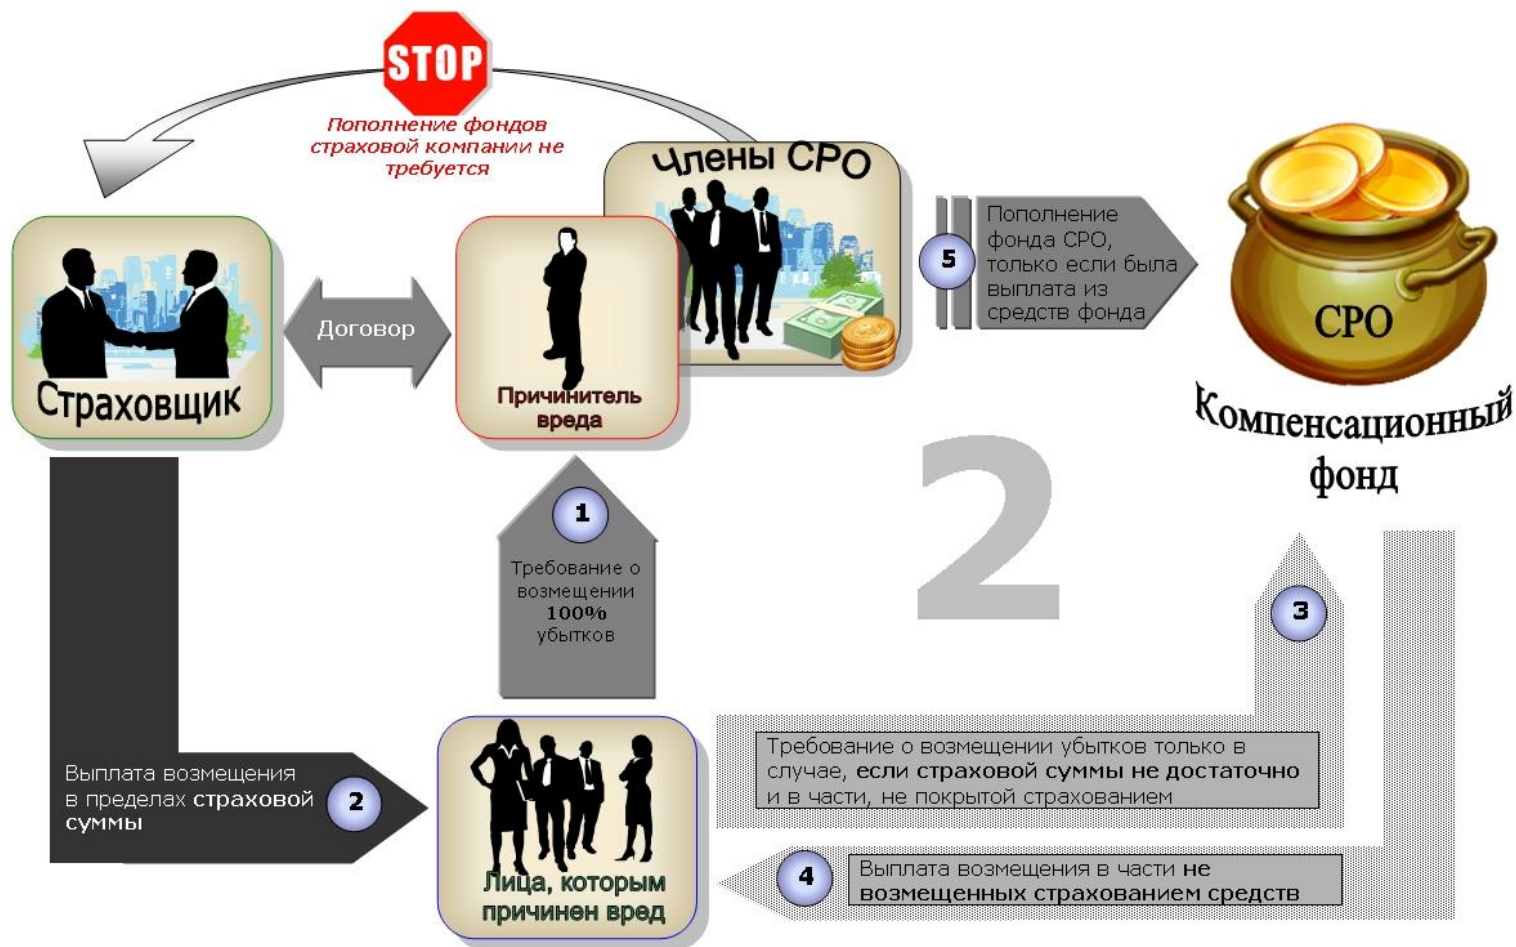 STOP
Пополнение фондов
страховой компании не
требуется
Члены СРО
Страховщик
Договор
Причинитель
вреда
5
Пополнение
фонда СРО,
только если была
выплата из
средств фонда
СРО
Компенсационный
фонд
1
Требование о
возмещении
100%
убытков
2
3
Выплата возмещения
в пределах страховой
суммы
2
Лица, которым
причинен вред
Требование о возмещении убытков только в
случае, если страховой суммы не достаточно
и в части, не покрытой страхованием
4
Выплата возмещения в части не
возмещенных страхованием средств